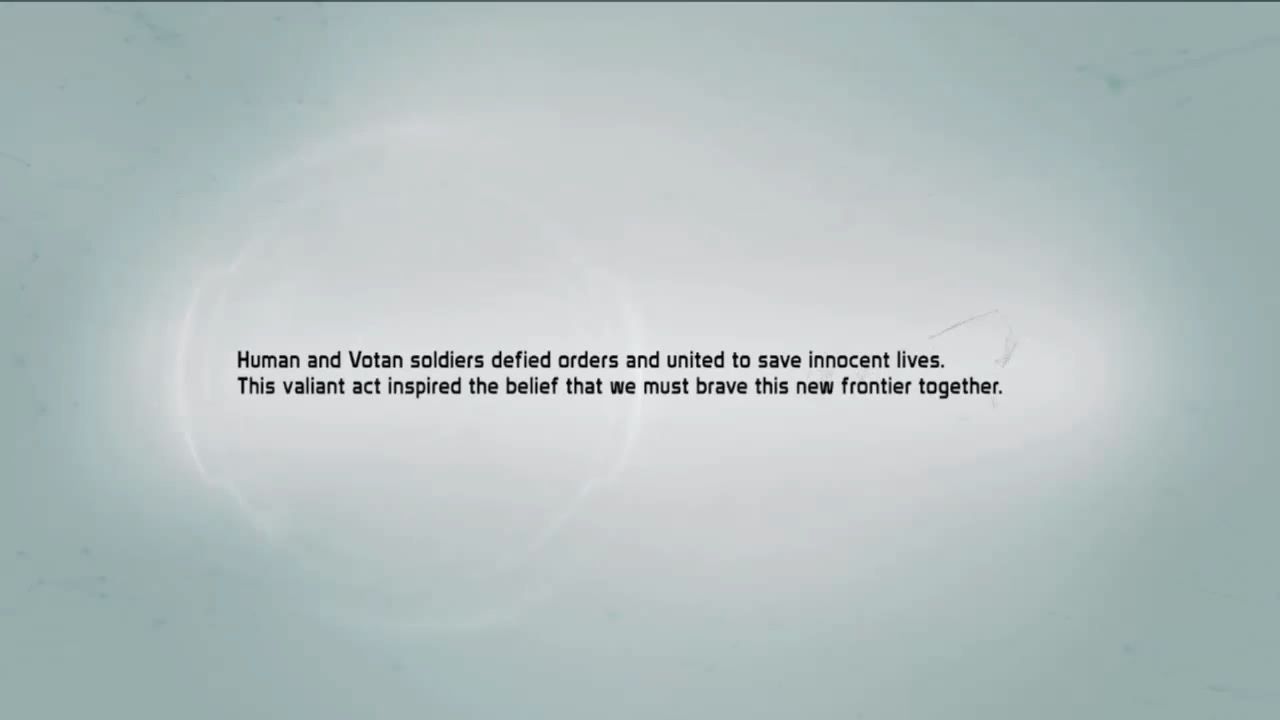 Human and Votan soldiers defied orders and united to save innocent lives.
This valiant act inspired the belief that we must brave this new frontier together.